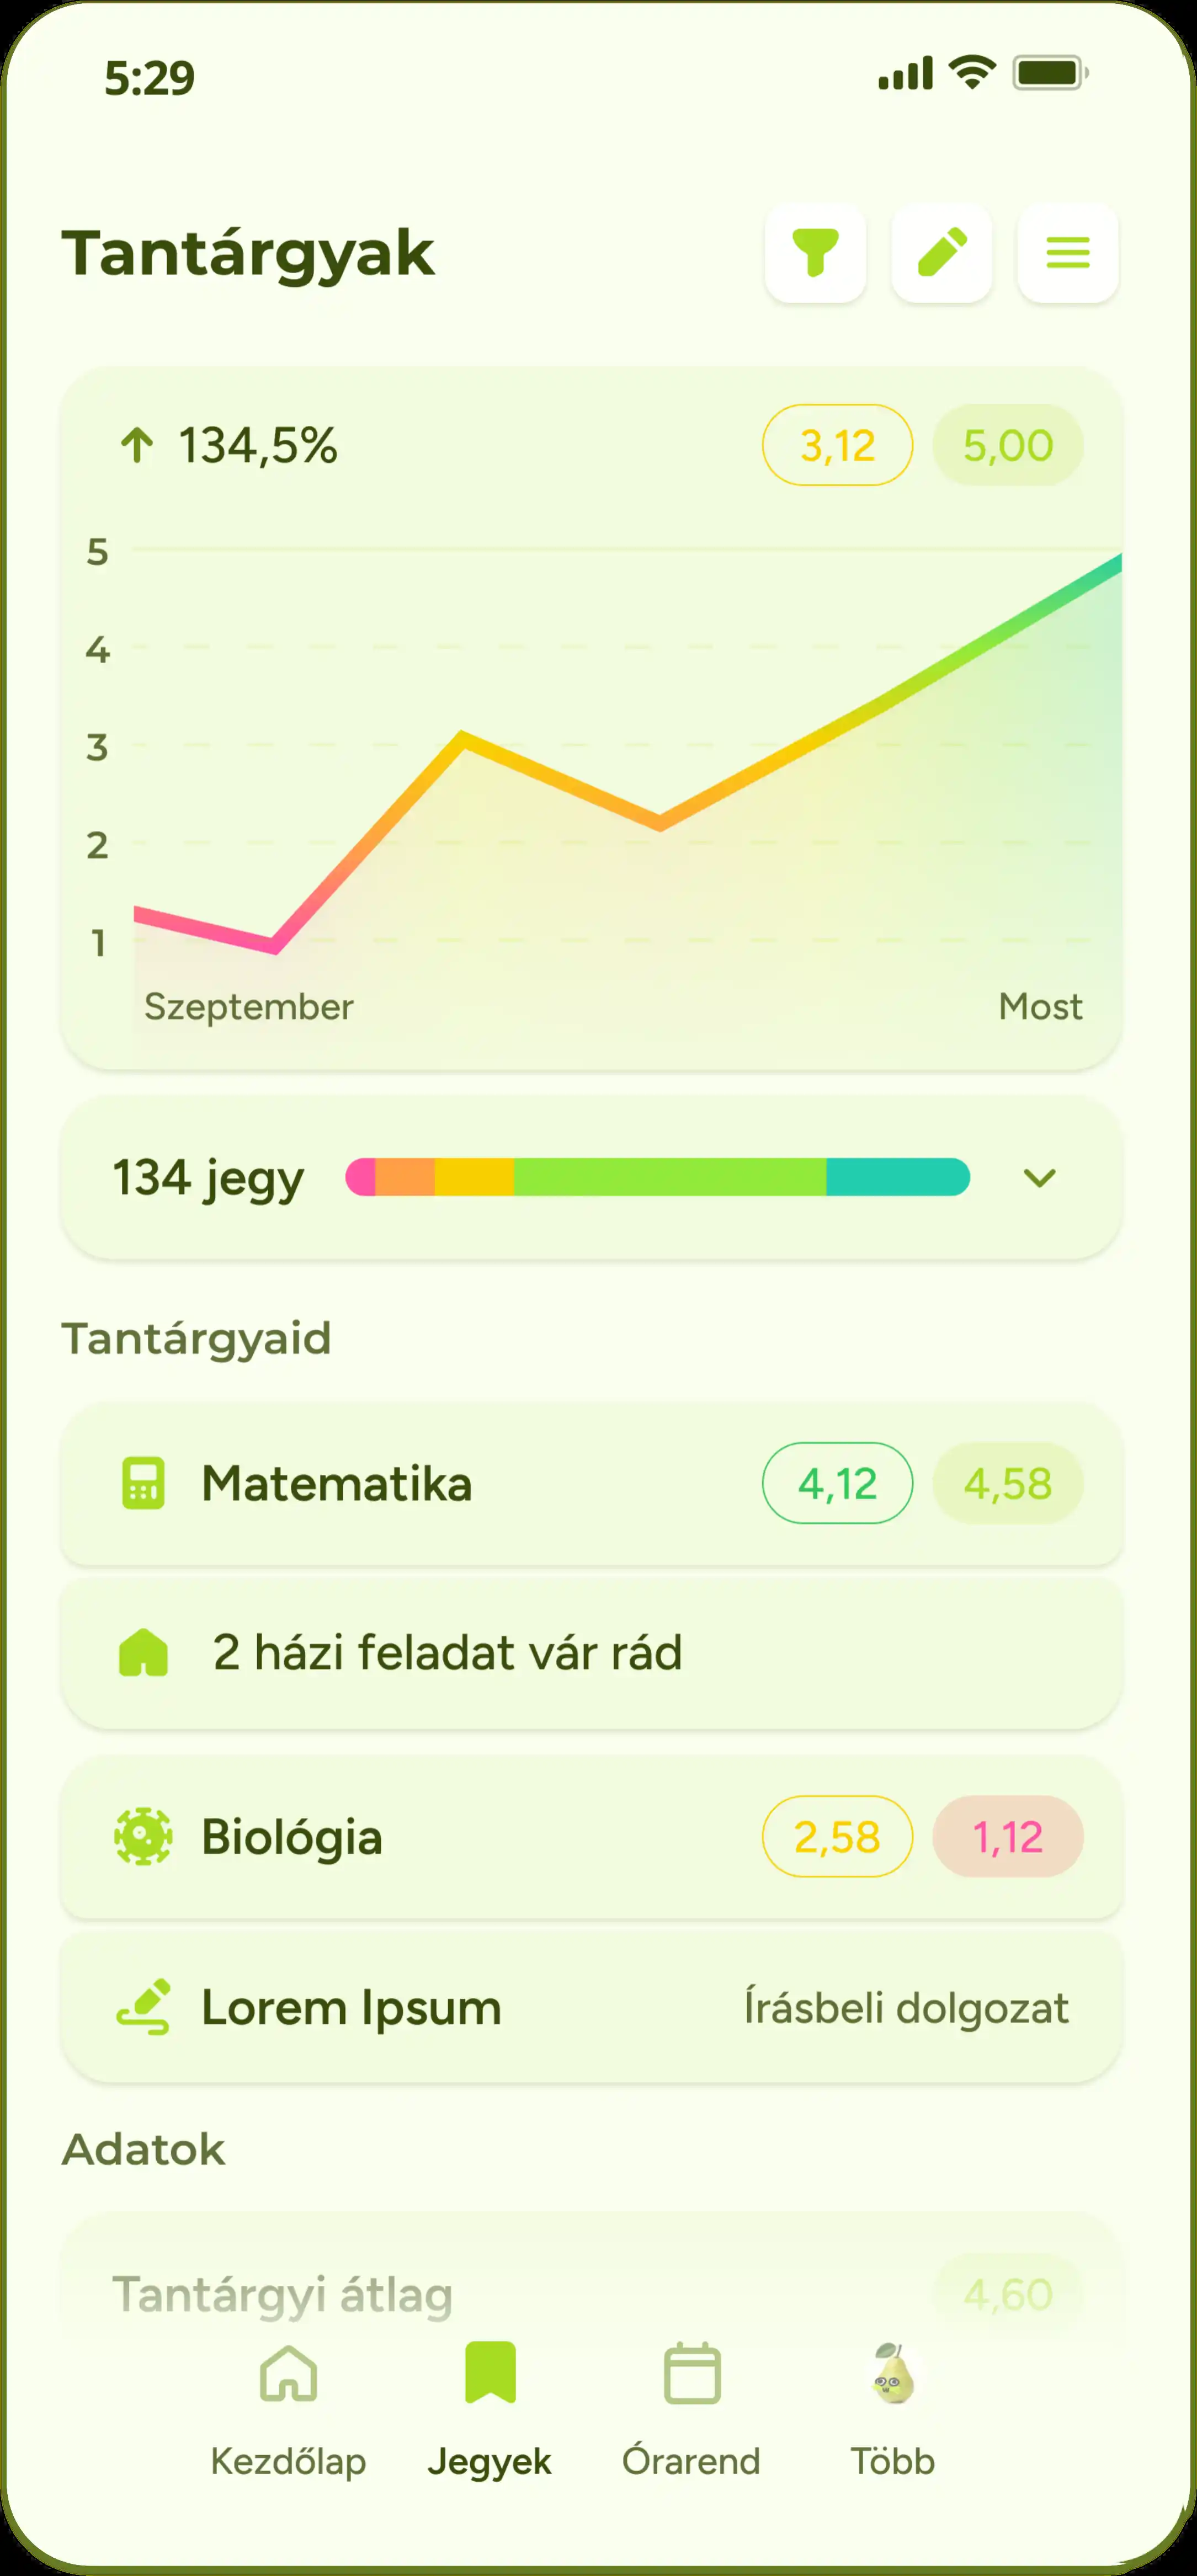 5:29
Tantárgyak
134,5% 3,12 5,00
5
4
3
2
1
Szeptember Most
134 jegy
Tantárgyaid
Matematika 4,12 4,58
2 házi feladat vár rád
Biológia 2,58 1,12
Lorem Ipsum Írásbeli dolgozat
Adatok
Tantárgyi átlag 4,60
Kezdőlap Jegyek Órarend Több